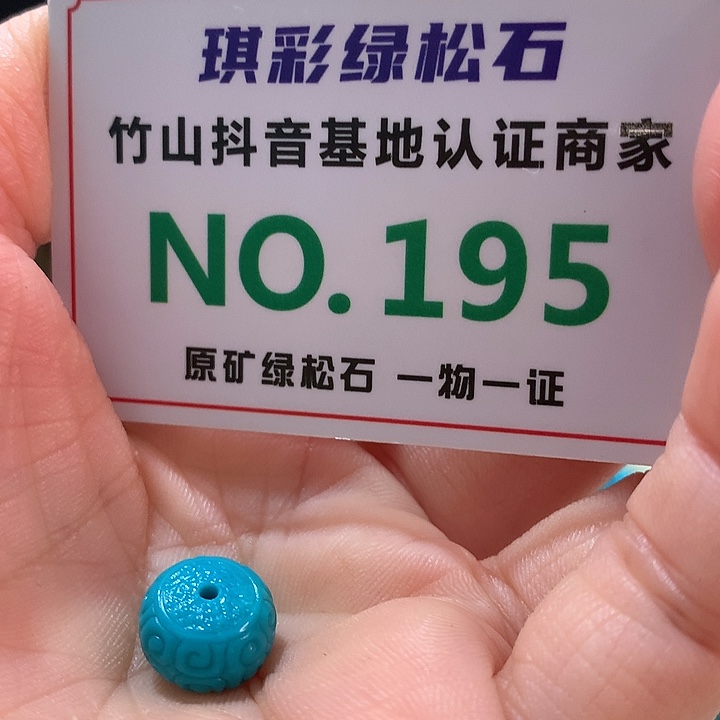 琪彩绿松石
竹山抖音基地认证商家
NO.195
原矿绿松石 一物一证